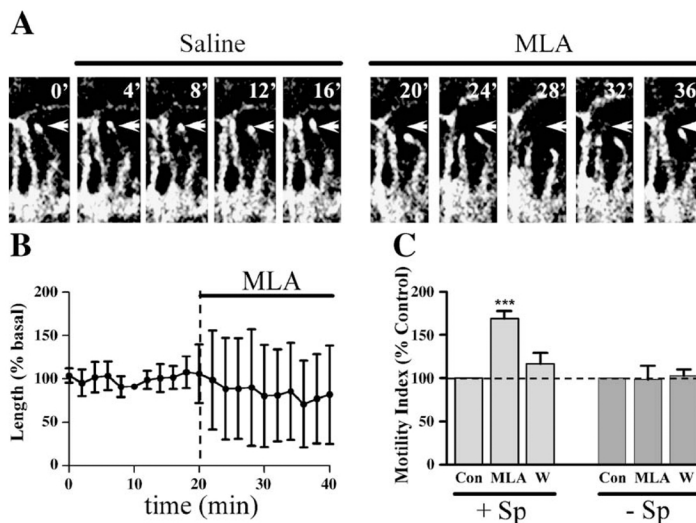 A
Saline
MLA
0' 4' 8' 12' 16' 20' 24' 28' 32' 36'
B
MLA
Length (% basal)
200
150
100
50
0
0 10 20 30 40
time (min)
C
Motility Index (% Control)
200
150
100
50
0
***
Con MLA W Con MLA W
+ Sp - Sp